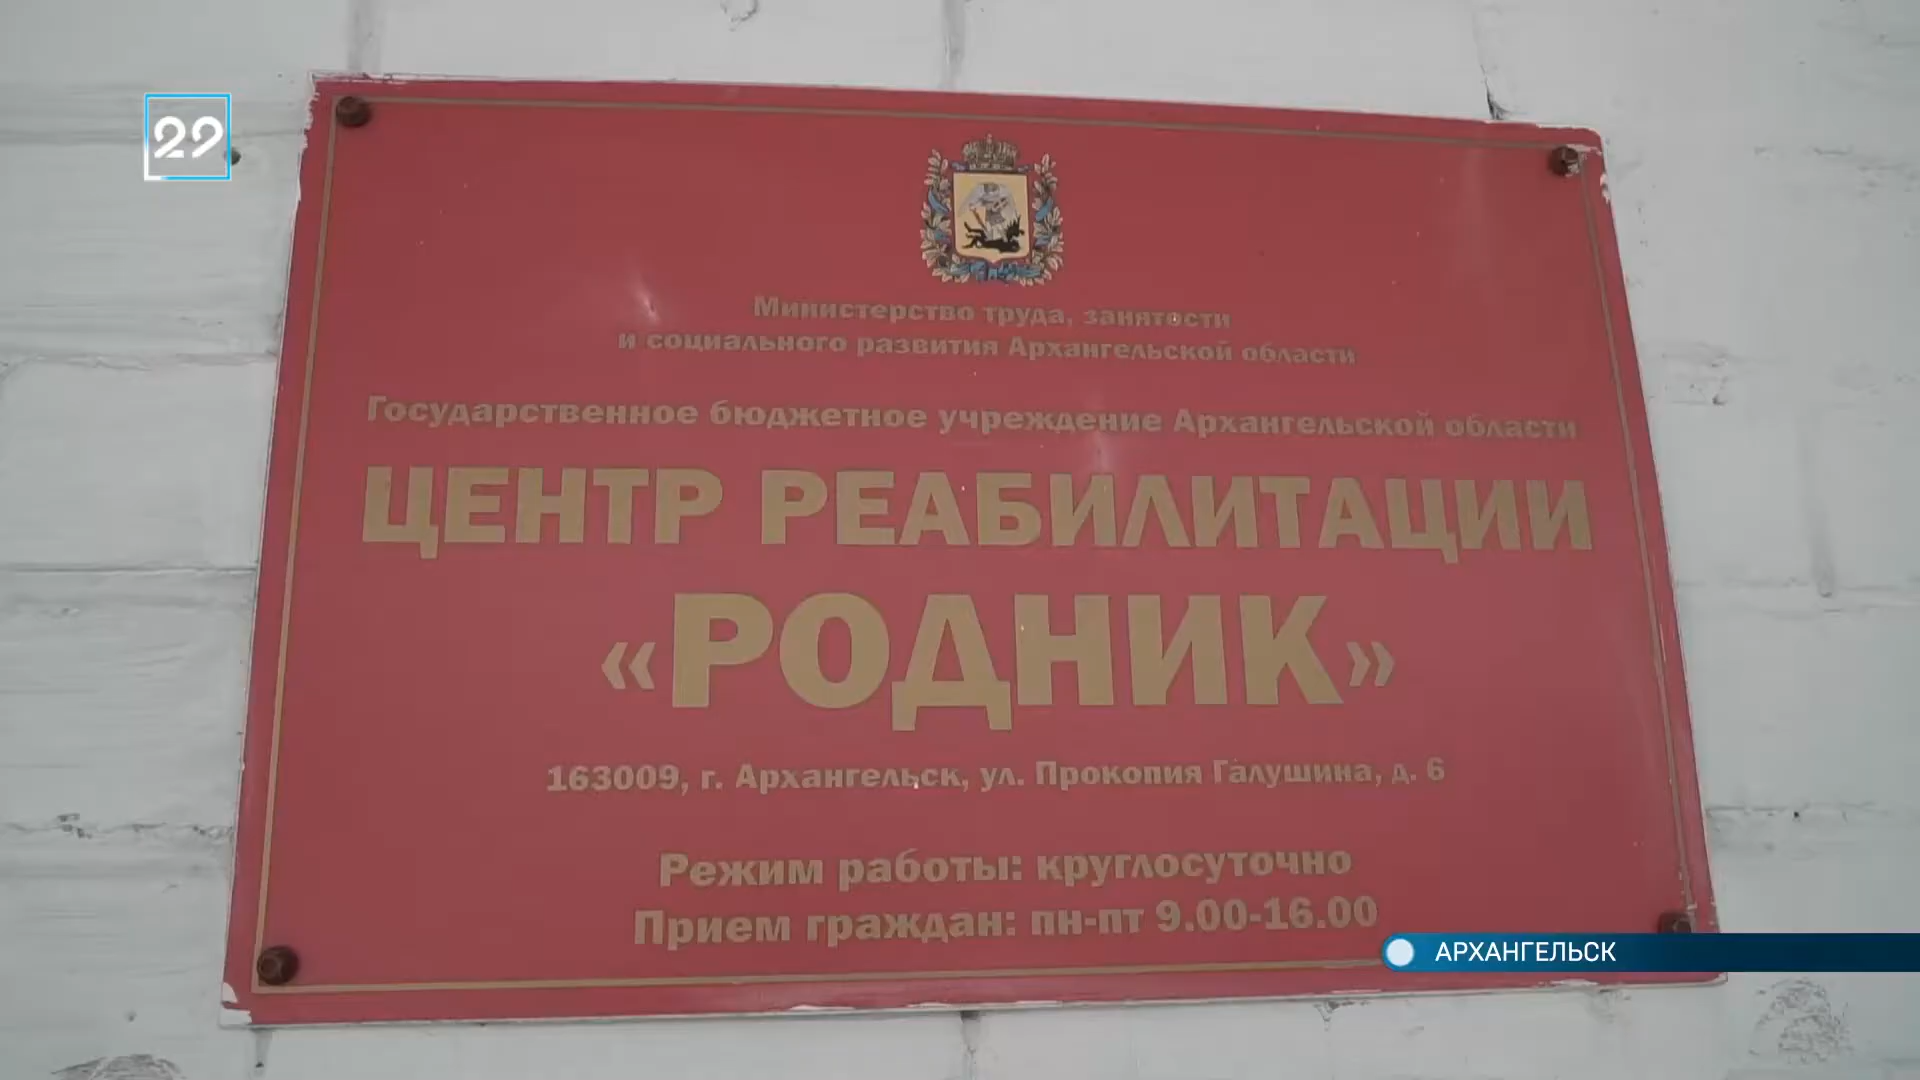 29
Министерство труда, занятости
и социального развития Архангельской области
Государственное бюджетное учреждение Архангельской области
ЦЕНТР РЕАБИЛИТАЦИИ
«РОДНИК»
163009, г. Архангельск, ул. Прокопия Галушина, д. 6
Режим работы: круглосуточно
Прием граждан: пн-пт 9.00-16.00
АРХАНГЕЛЬСК